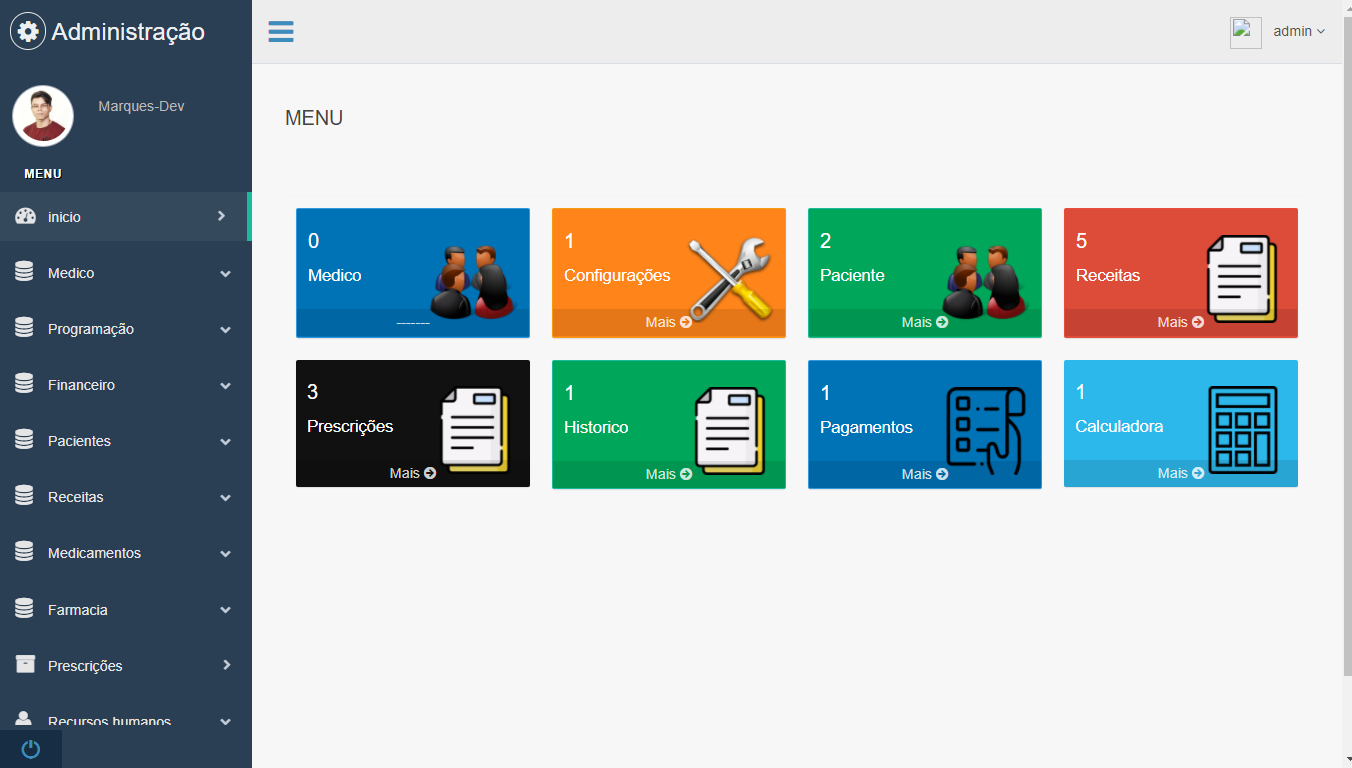 Administração
admin
Marques-Dev
MENU
MENU
inicio
Medico
Programação
Financeiro
Pacientes
Receitas
Medicamentos
Farmacia
Prescrições
Recursos humanos
0
Medico
-------
1
Configurações
Mais
2
Paciente
Mais
5
Receitas
Mais
3
Prescrições
Mais
1
Historico
Mais
1
Pagamentos
Mais
1
Calculadora
Mais